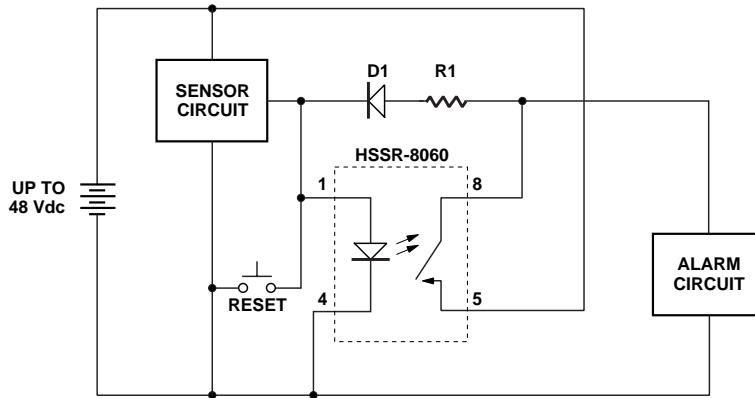 D1
R1
SENSOR
CIRCUIT
HSSR-8060
1
8
UP TO
48 Vdc
ALARM
CIRCUIT
RESET
4
5